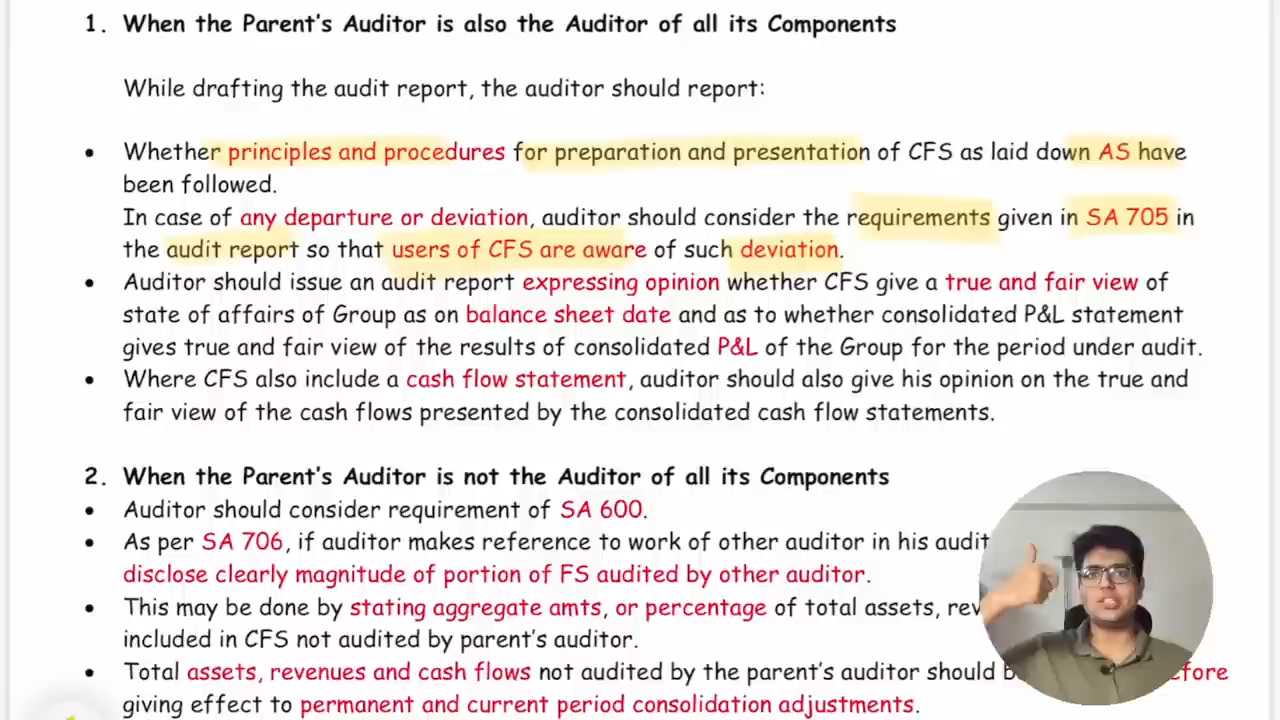 1. When the Parent's Auditor is also the Auditor of all its Components
While drafting the audit report, the auditor should report:
• Whether principles and procedures for preparation and presentation of CFS as laid down AS have
been followed.
In case of any departure or deviation, auditor should consider the requirements given in SA 705 in
the audit report so that users of CFS are aware of such deviation.
• Auditor should issue an audit report expressing opinion whether CFS give a true and fair view of
state of affairs of Group as on balance sheet date and as to whether consolidated P&L statement
gives true and fair view of the results of consolidated P&L of the Group for the period under audit.
• Where CFS also include a cash flow statement, auditor should also give his opinion on the true and
fair view of the cash flows presented by the consolidated cash flow statements.
2. When the Parent's Auditor is not the Auditor of all its Components
• Auditor should consider requirement of SA 600.
• As per SA 706, if auditor makes reference to work of other auditor in his audit
disclose clearly magnitude of portion of FS audited by other auditor.
• This may be done by stating aggregate amts, or percentage of total assets,
included in CFS not audited by parent's auditor.
• Total assets, revenues and cash flows not audited by the parent's auditor should
giving effect to permanent and current period consolidation adjustments.